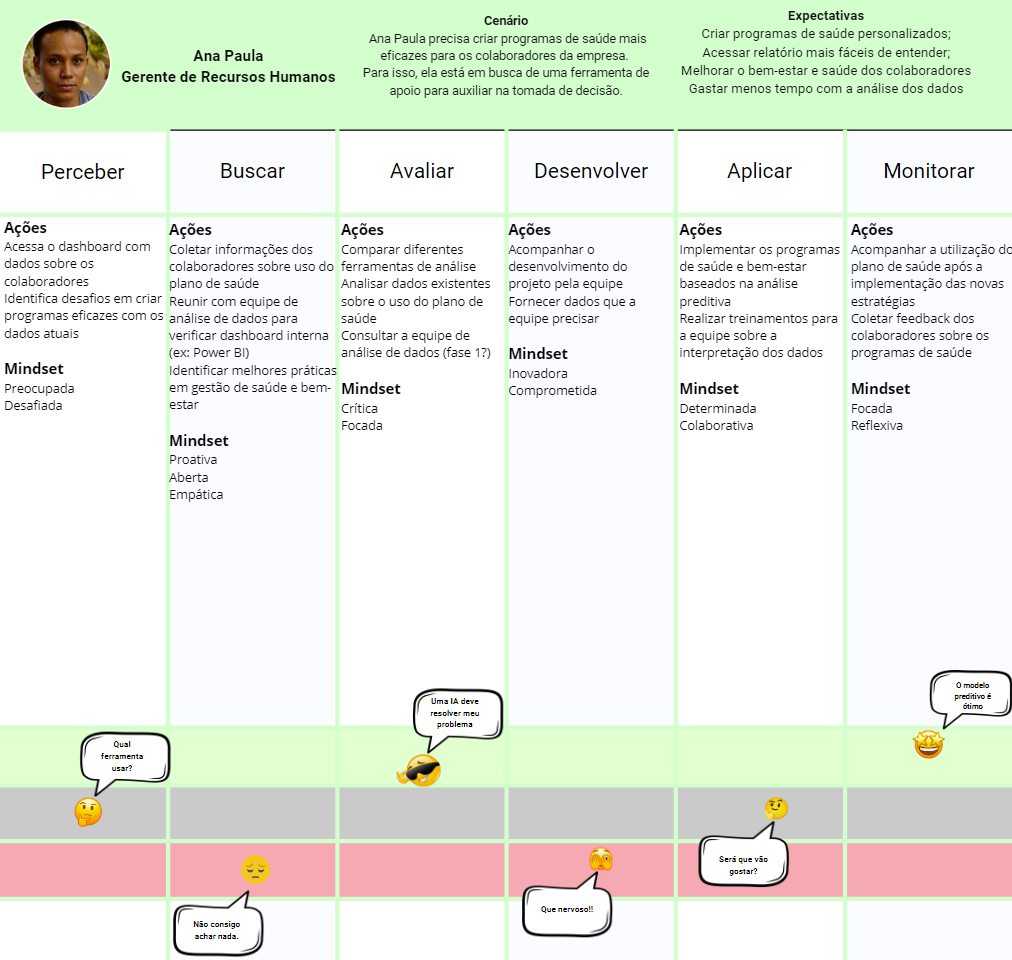 Ana Paula
Gerente de Recursos Humanos
Cenário
Ana Paula precisa criar programas de saúde mais
eficazes para os colaboradores da empresa.
Para isso, ela está em busca de uma ferramenta de
apoio para auxiliar na tomada de decisão.
Expectativas
Criar programas de saúde personalizados;
Acessar relatório mais fáceis de entender;
Melhorar o bem-estar e saúde dos colaboradores
Gastar menos tempo com a análise dos dados
Perceber
Buscar
Avaliar
Desenvolver
Aplicar
Monitorar
Ações
Acessa o dashboard com
dados sobre os
colaboradores
Identifica desafios em criar
programas eficazes com os
dados atuais
Mindset
Preocupada
Desafiada
Ações
Coletar informações dos
colaboradores sobre uso do
plano de saúde
Reunir com equipe de
análise de dados para
verificar dashboard interna
(ex: Power BI)
Identificar melhores práticas
em gestão de saúde e bem-
estar
Mindset
Proativa
Aberta
Empática
Ações
Comparar diferentes
ferramentas de análise
Analisar dados existentes
sobre o uso do plano de
saúde
Consultar a equipe de
análise de dados (fase 1?)
Mindset
Crítica
Focada
Ações
Acompanhar o
desenvolvimento do
projeto pela equipe
Fornecer dados que a
equipe precisar
Mindset
Inovadora
Comprometida
Ações
Implementar os programas
de saúde e bem-estar
baseados na análise
preditiva
Realizar treinamentos para
a equipe sobre a
interpretação dos dados
Mindset
Determinada
Colaborativa
Ações
Acompanhar a utilização do
plano de saúde após a
implementação das novas
estratégias
Coletar feedback dos
colaboradores sobre os
programas de saúde
Mindset
Focada
Reflexiva
Qual
ferramenta
usar?
Não consigo
achar nada.
Uma IA deve
resolver meu
problema
Que nervoso!!
Será que vão
gostar?
O modelo
preditivo é
ótimo